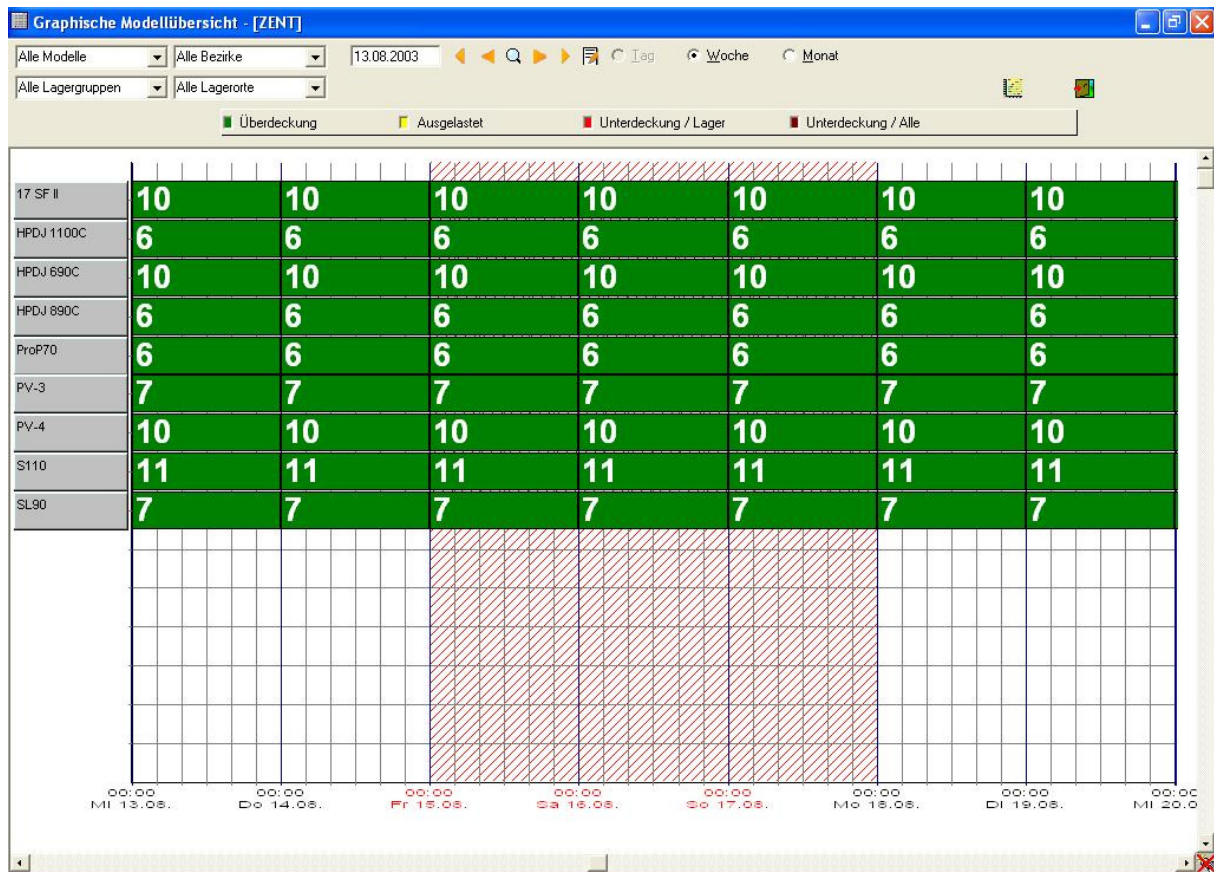 Graphische Modellübersicht - [ZENT]
Alle Modelle Alle Bezirke 13.08.2003 Tag Woche Monat
Alle Lagergruppen Alle Lagerorte
Überdeckung Ausgelastet Unterdeckung / Lager Unterdeckung / Alle
17 SF II 10 10 10 10 10 10 10
HPDJ 1100C 6 6 6 6 6 6 6
HPDJ 690C 10 10 10 10 10 10 10
HPDJ 890C 6 6 6 6 6 6 6
ProP70 6 6 6 6 6 6 6
PV-3 7 7 7 7 7 7 7
PV-4 10 10 10 10 10 10 10
S110 11 11 11 11 11 11 11
SL90 7 7 7 7 7 7 7
00:00 00:00 00:00 00:00 00:00 00:00 00:00 00:00
Mi 13.08. Do 14.08. Fr 15.08. Sa 16.08. So 17.08. Mo 18.08. Di 19.08. Mi 20.0